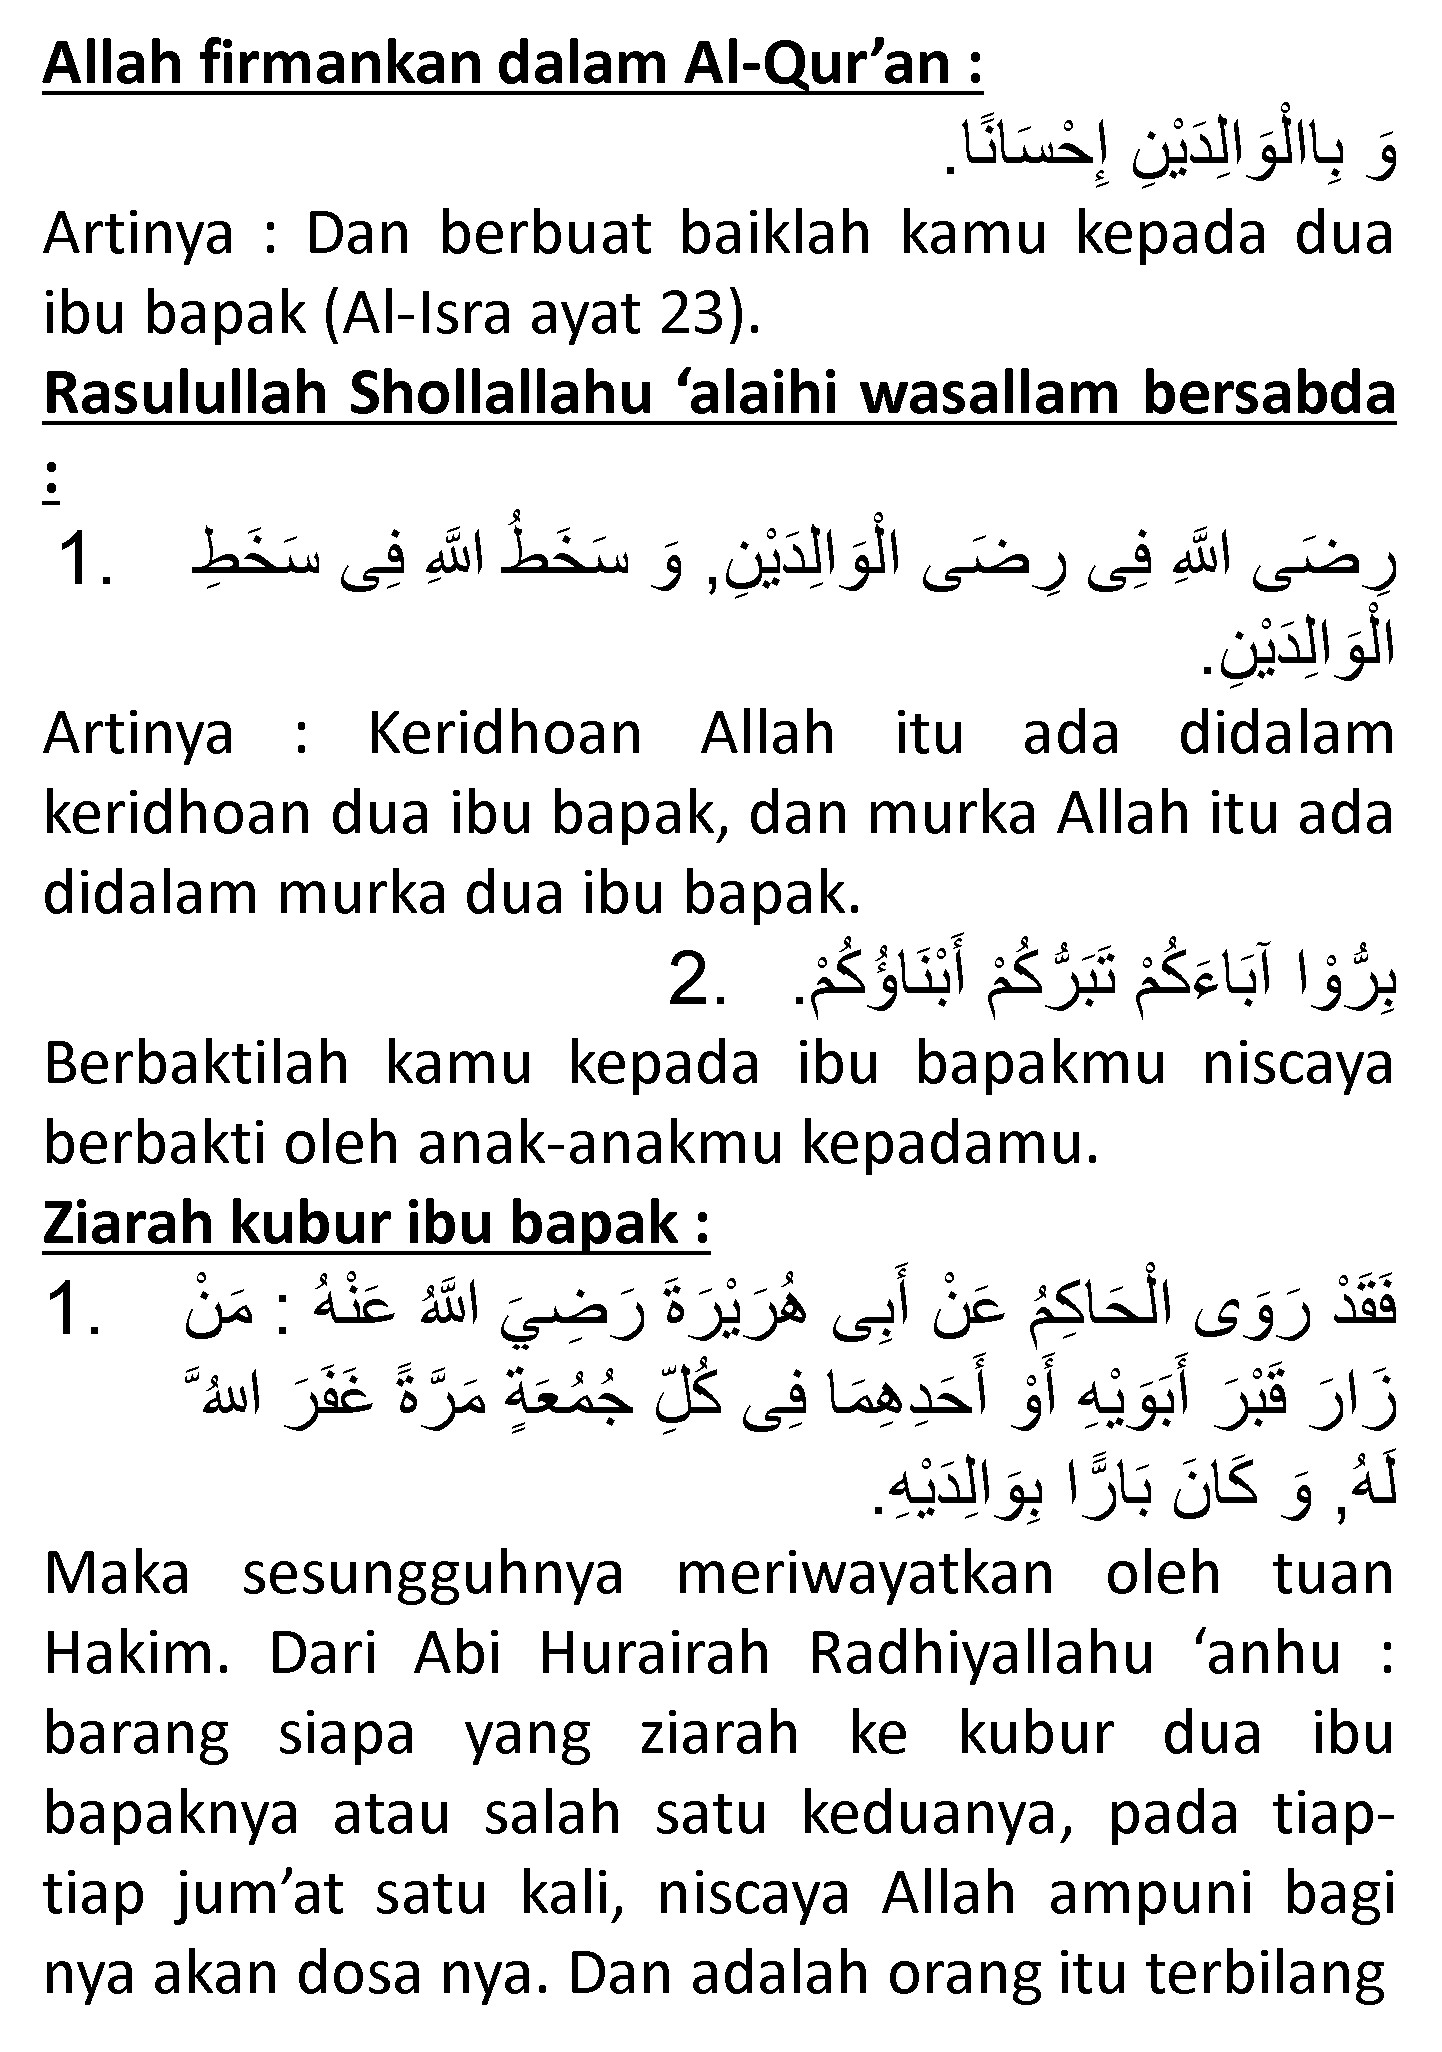 Allah firmankan dalam Al-Qur’an :
وَ بِاالْوَالِدَيْنِ إِحْسَانًا.
Artinya : Dan berbuat baiklah kamu kepada dua
ibu bapak (Al-Isra ayat 23).
Rasulullah Shollallahu ‘alaihi wasallam bersabda
:
1. رِضَى اللَّهِ فِى رِضَى الْوَالِدَيْنِ, وَ سَخَطُ اللَّهِ فِى سَخَطِ
الْوَالِدَيْنِ.
Artinya : Keridhoan Allah itu ada didalam
keridhoan dua ibu bapak, dan murka Allah itu ada
didalam murka dua ibu bapak.
2. بِرُّوْا آبَاءَكُمْ تَبَرُّكُمْ أَبْنَاؤُكُمْ.
Berbaktilah kamu kepada ibu bapakmu niscaya
berbakti oleh anak-anakmu kepadamu.
Ziarah kubur ibu bapak :
1. فَقَدْ رَوَى الْحَاكِمُ عَنْ أَبِى هُرَيْرَةَ رَضِيَ اللَّهُ عَنْهُ : مَنْ
زَارَ قَبْرَ أَبَوَيْهِ أَوْ أَحَدِهِمَا فِى كُلِّ جُمُعَةٍ مَرَّةً غَفَرَ اللهُ َّ
لَهُ, وَ كَانَ بَارًّا بِوَالِدَيْهِ.
Maka sesungguhnya meriwayatkan oleh tuan
Hakim. Dari Abi Hurairah Radhiyallahu ‘anhu :
barang siapa yang ziarah ke kubur dua ibu
bapaknya atau salah satu keduanya, pada tiap-
tiap jum’at satu kali, niscaya Allah ampuni bagi
nya akan dosa nya. Dan adalah orang itu terbilang